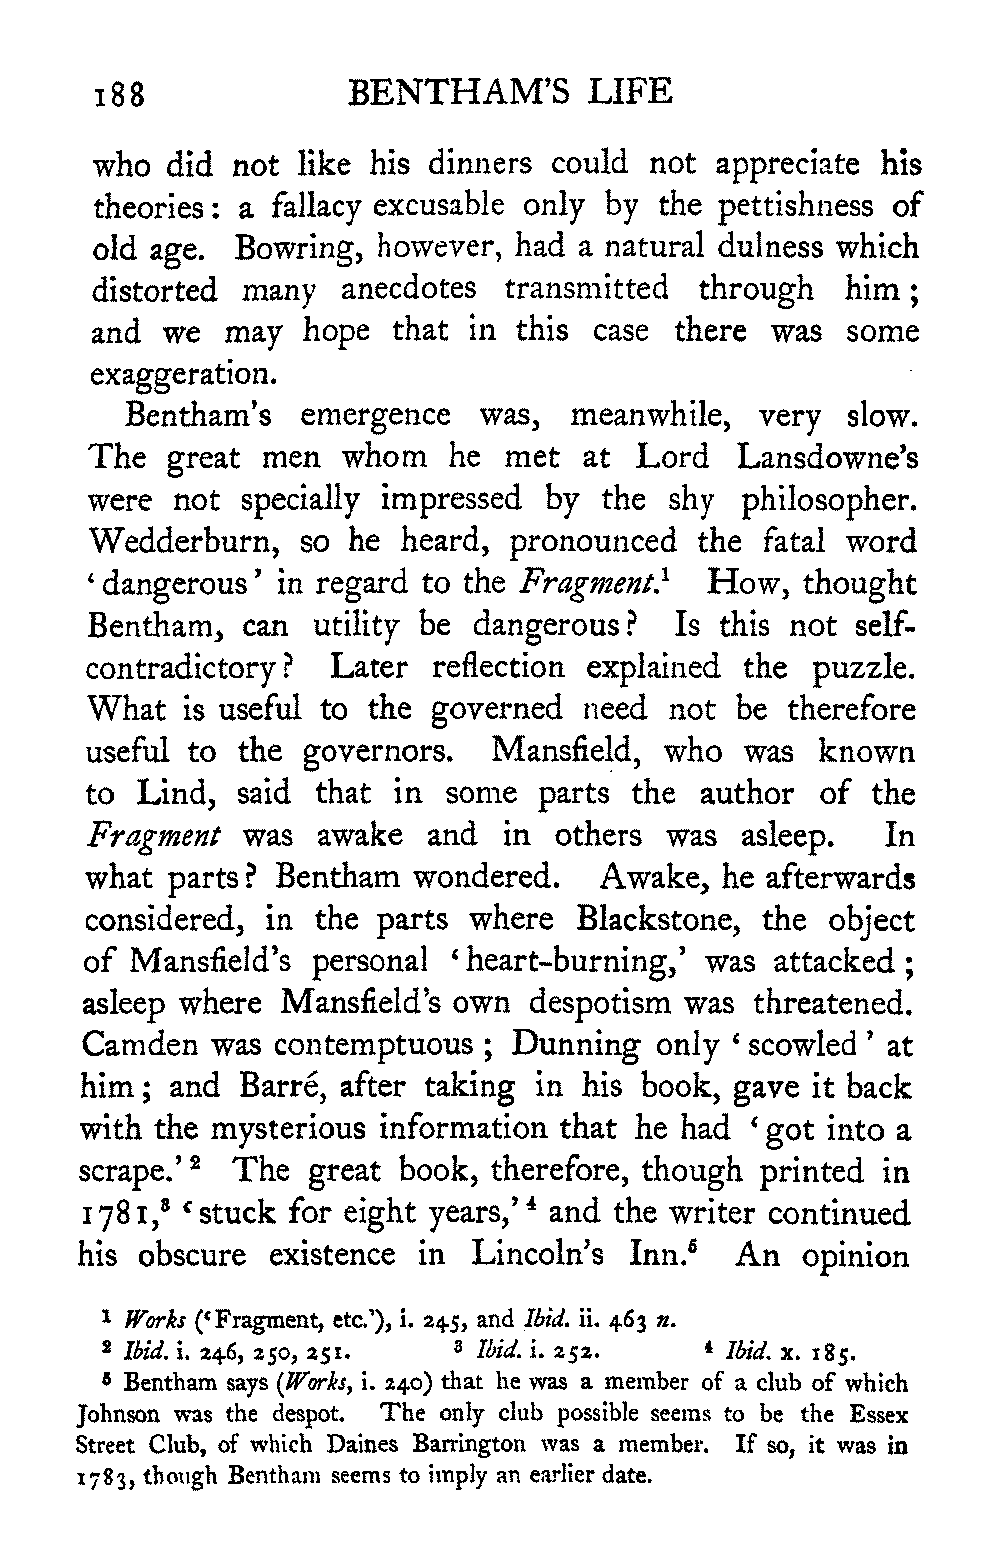 188 BENTHAM'S LIFE
who did not like his dinners could not appreciate his
theories: a fallacy excusable only by the pettishness of
old age. Bowring, however, had a natural dulness which
distorted many anecdotes transmitted through him;
and we may hope that in this case there was some
exaggeration.
Bentham's emergence was, meanwhile, very slow.
The great men whom he met at Lord Lansdowne's
were not specially impressed by the shy philosopher.
Wedderburn, so he heard, pronounced the fatal word
'dangerous' in regard to the Fragment.¹ How, thought
Bentham, can utility be dangerous? Is this not self-
contradictory? Later reflection explained the puzzle.
What is useful to the governed need not be therefore
useful to the governors. Mansfield, who was known
to Lind, said that in some parts the author of the
Fragment was awake and in others was asleep. In
what parts? Bentham wondered. Awake, he afterwards
considered, in the parts where Blackstone, the object
of Mansfield's personal 'heart-burning,' was attacked;
asleep where Mansfield's own despotism was threatened.
Camden was contemptuous; Dunning only 'scowled' at
him; and Barré, after taking in his book, gave it back
with the mysterious information that he had 'got into a
scrape.'² The great book, therefore, though printed in
1781,³ 'stuck for eight years,'⁴ and the writer continued
his obscure existence in Lincoln's Inn.⁵ An opinion
¹ Works ('Fragment, etc.'), i. 245, and Ibid. ii. 463 n.
² Ibid. i. 246, 250, 251. ³ Ibid. i. 252. ⁴ Ibid. x. 185.
⁵ Bentham says (Works, i. 240) that he was a member of a club of which
Johnson was the despot. The only club possible seems to be the Essex
Street Club, of which Daines Barrington was a member. If so, it was in
1783, though Bentham seems to imply an earlier date.